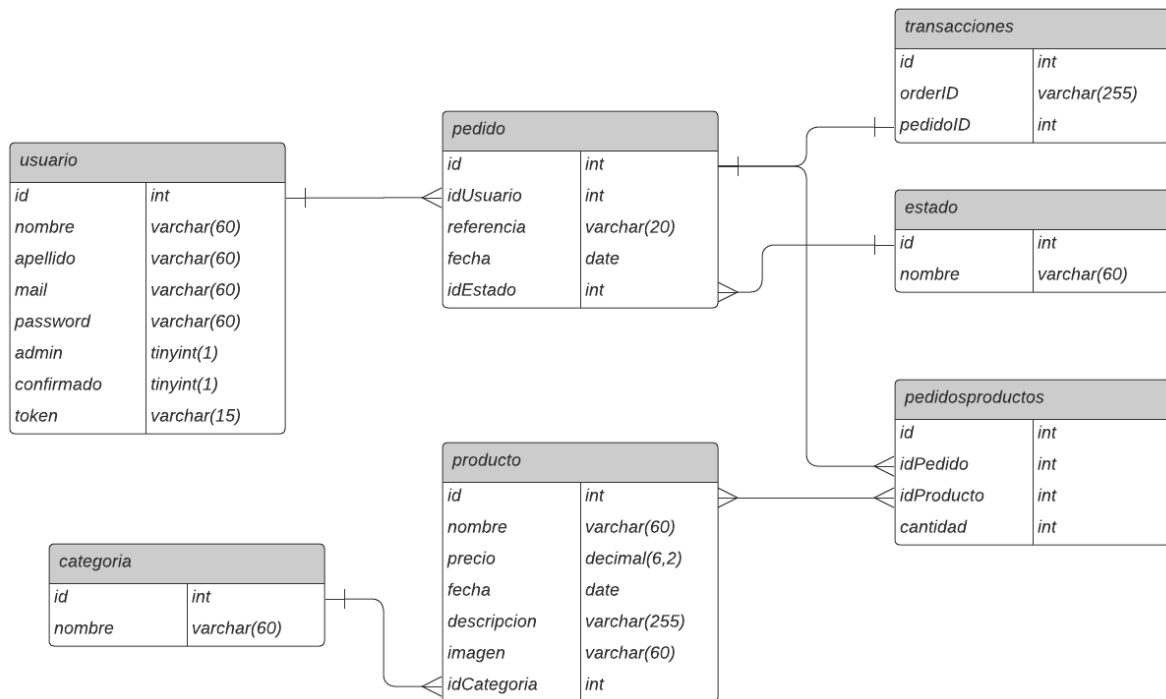 transacciones
id int
orderID varchar(255)
pedidoID int
pedido
id int
idUsuario int
referencia varchar(20)
fecha date
idEstado int
usuario
id int
nombre varchar(60)
apellido varchar(60)
mail varchar(60)
password varchar(60)
admin tinyint(1)
confirmado tinyint(1)
token varchar(15)
estado
id int
nombre varchar(60)
pedidosproductos
id int
idPedido int
idProducto int
cantidad int
producto
id int
nombre varchar(60)
precio decimal(6,2)
fecha date
descripcion varchar(255)
imagen varchar(60)
idCategoria int
categoria
id int
nombre varchar(60)